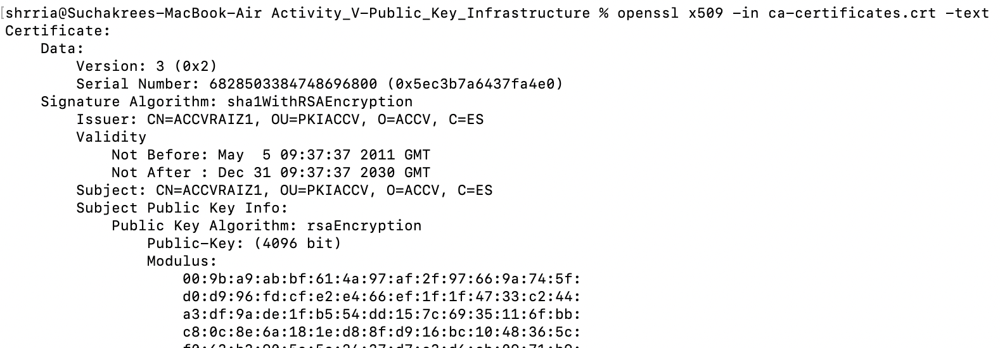 [shrria@Suchakrees-MacBook-Air Activity_V-Public_Key_Infrastructure % openssl x509 -in ca-certificates.crt -text
Certificate:
    Data:
        Version: 3 (0x2)
        Serial Number: 6828503384748696800 (0x5ec3b7a6437fa4e0)
    Signature Algorithm: sha1WithRSAEncryption
        Issuer: CN=ACCVRAIZ1, OU=PKIACCV, O=ACCV, C=ES
        Validity
            Not Before: May  5 09:37:37 2011 GMT
            Not After : Dec 31 09:37:37 2030 GMT
        Subject: CN=ACCVRAIZ1, OU=PKIACCV, O=ACCV, C=ES
        Subject Public Key Info:
            Public Key Algorithm: rsaEncryption
                Public-Key: (4096 bit)
                Modulus:
                    00:9b:a9:ab:bf:61:4a:97:af:2f:97:66:9a:74:5f:
                    d0:d9:96:fd:cf:e2:e4:66:ef:1f:1f:47:33:c2:44:
                    a3:df:9a:de:1f:b5:54:dd:15:7c:69:35:11:6f:bb:
                    c8:0c:8e:6a:18:1e:d8:8f:d9:16:bc:10:48:36:5c: